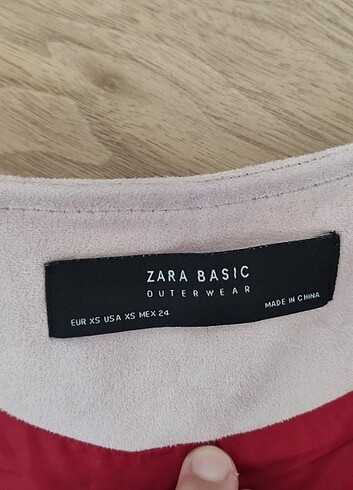 ZARA BASIC
OUTERWEAR
EUR XS USA XS MEX 24
MADE IN CHINA